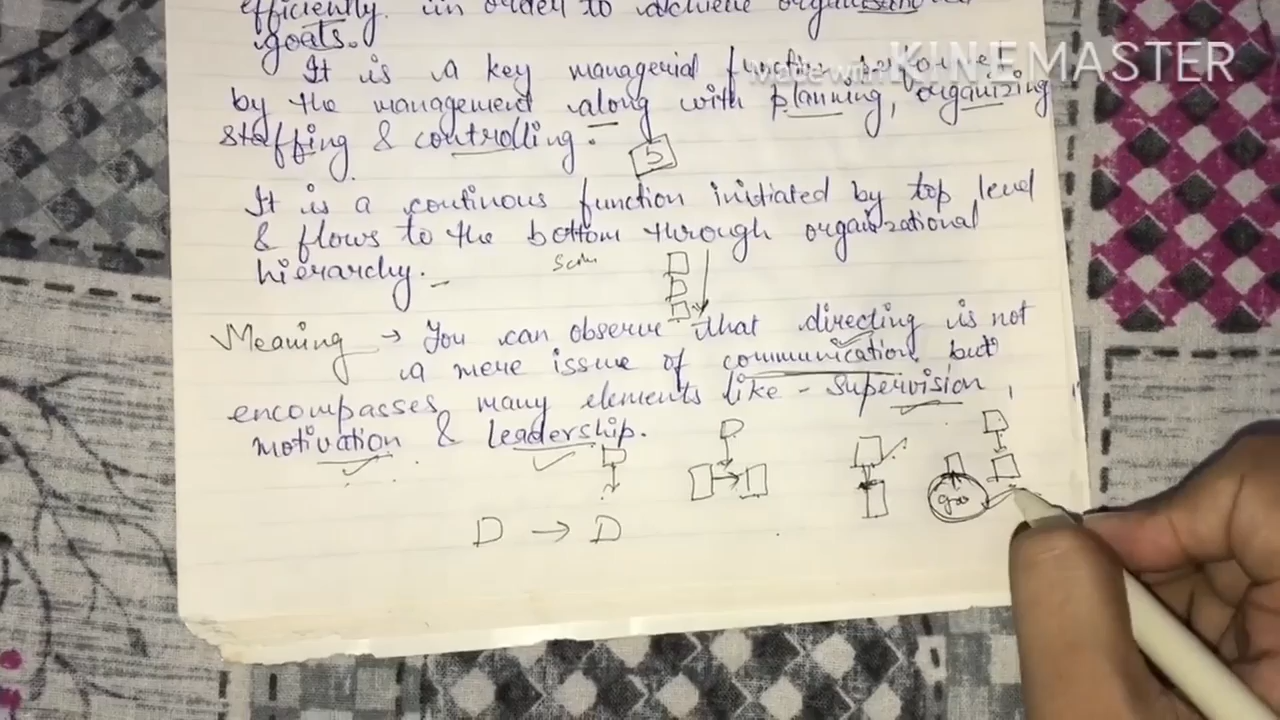 efficiently in order to achieve
goals.
Made with KINEMASTER
It is a key managerial function
by the management along with planning, organizing
staffing & controlling.
5
It is a continous function initiated by top level
& flows to the bottom through organizational
hierarchy.
Meaning → You can observe that directing is not
a mere issue of communication but
encompasses many elements like - supervision,
motivation & leadership.
D → D